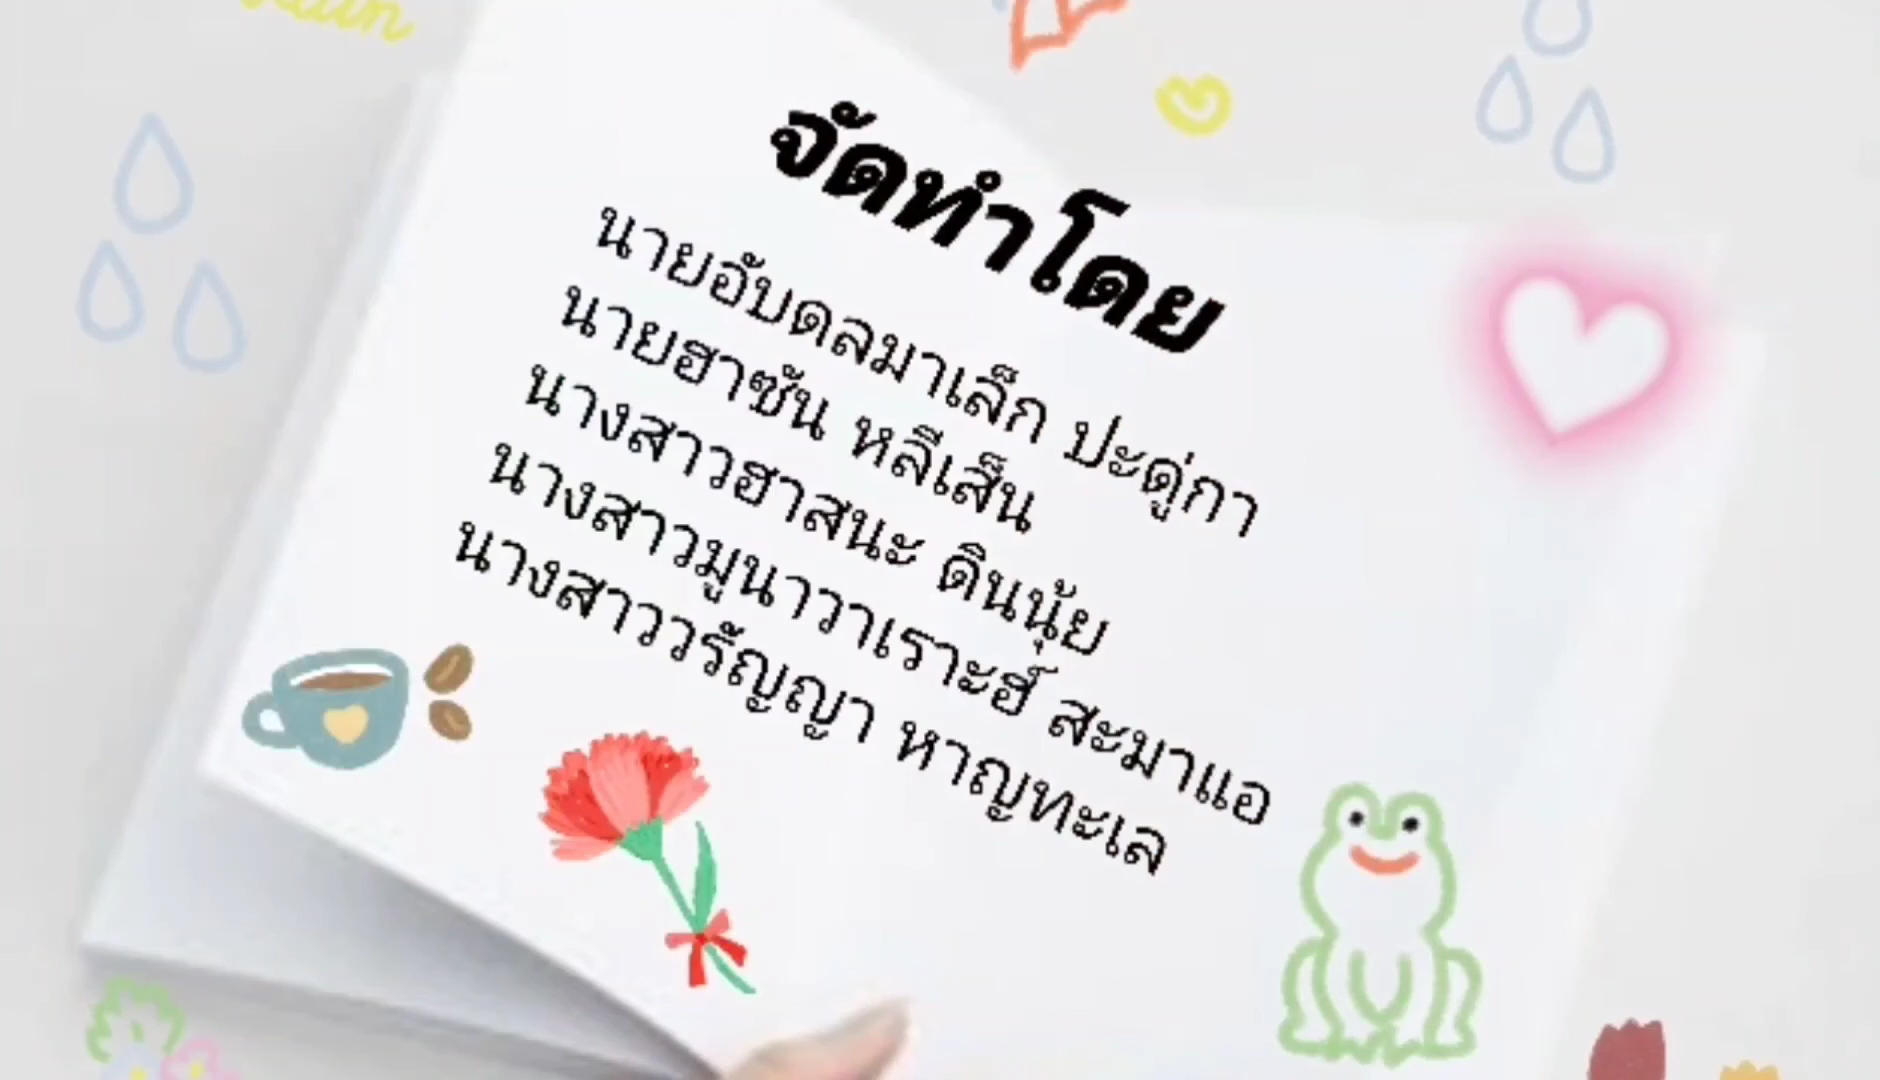 จัดทำโดย
นายอับดลมาเล็ก ปะดู่กา
นายฮาซัน หลีเส็น
นางสาวฮาสนะ ดินนุ้ย
นางสาวมูนาวาเราะฮ์ สะมาแอ
นางสาววรัญญา หาญทะเล